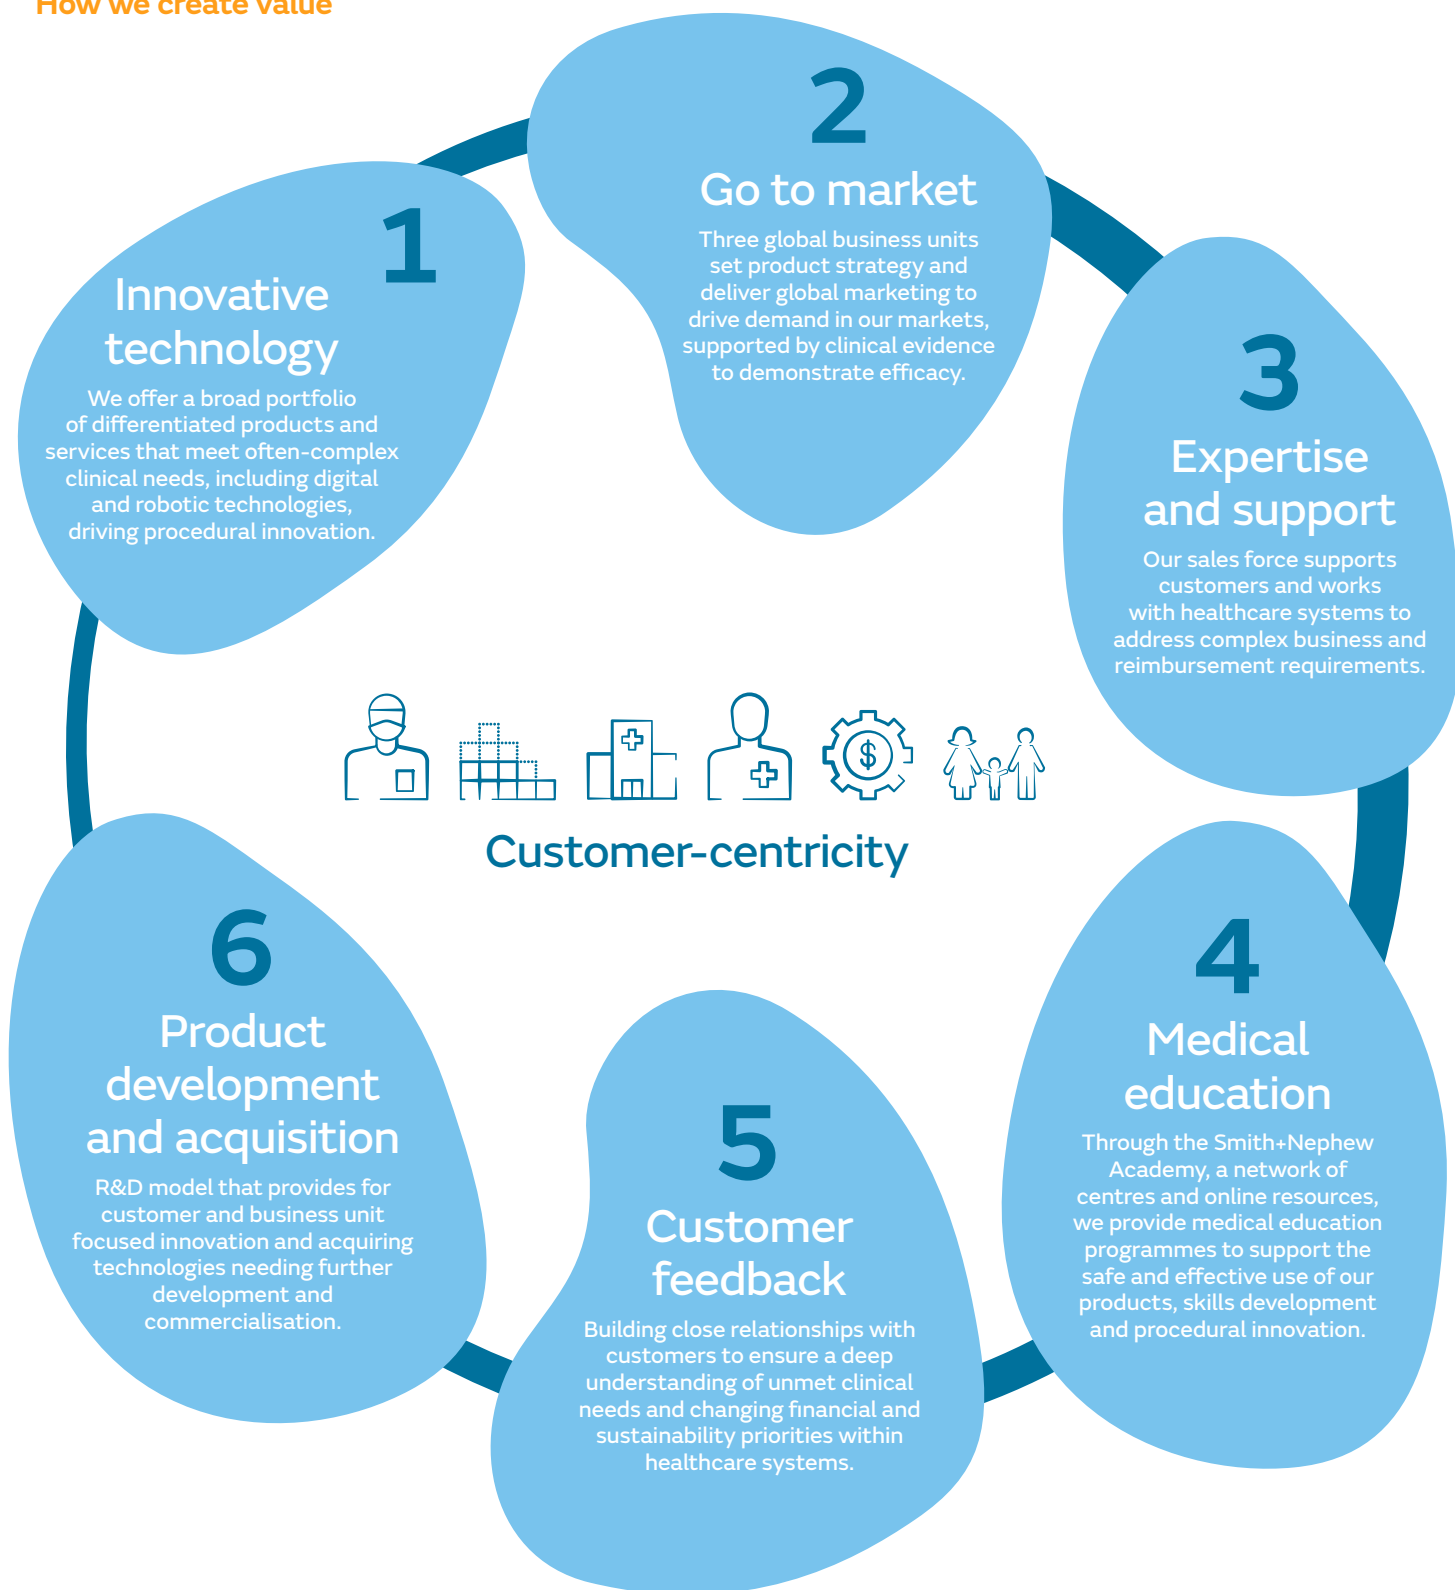 How we create value
1
Innovative
technology
We offer a broad portfolio
of differentiated products and
services that meet often-complex
clinical needs, including digital
and robotic technologies,
driving procedural innovation.
2
Go to market
Three global business units
set product strategy and
deliver global marketing to
drive demand in our markets,
supported by clinical evidence
to demonstrate efficacy.
3
Expertise
and support
Our sales force supports
customers and works
with healthcare systems to
address complex business and
reimbursement requirements.
$
Customer-centricity
4
Medical
education
Through the Smith+Nephew
Academy, a network of
centres and online resources,
we provide medical education
programmes to support the
safe and effective use of our
products, skills development
and procedural innovation.
5
Customer
feedback
Building close relationships with
customers to ensure a deep
understanding of unmet clinical
needs and changing financial and
sustainability priorities within
healthcare systems.
6
Product
development
and acquisition
R&D model that provides for
customer and business unit
focused innovation and acquiring
technologies needing further
development and
commercialisation.